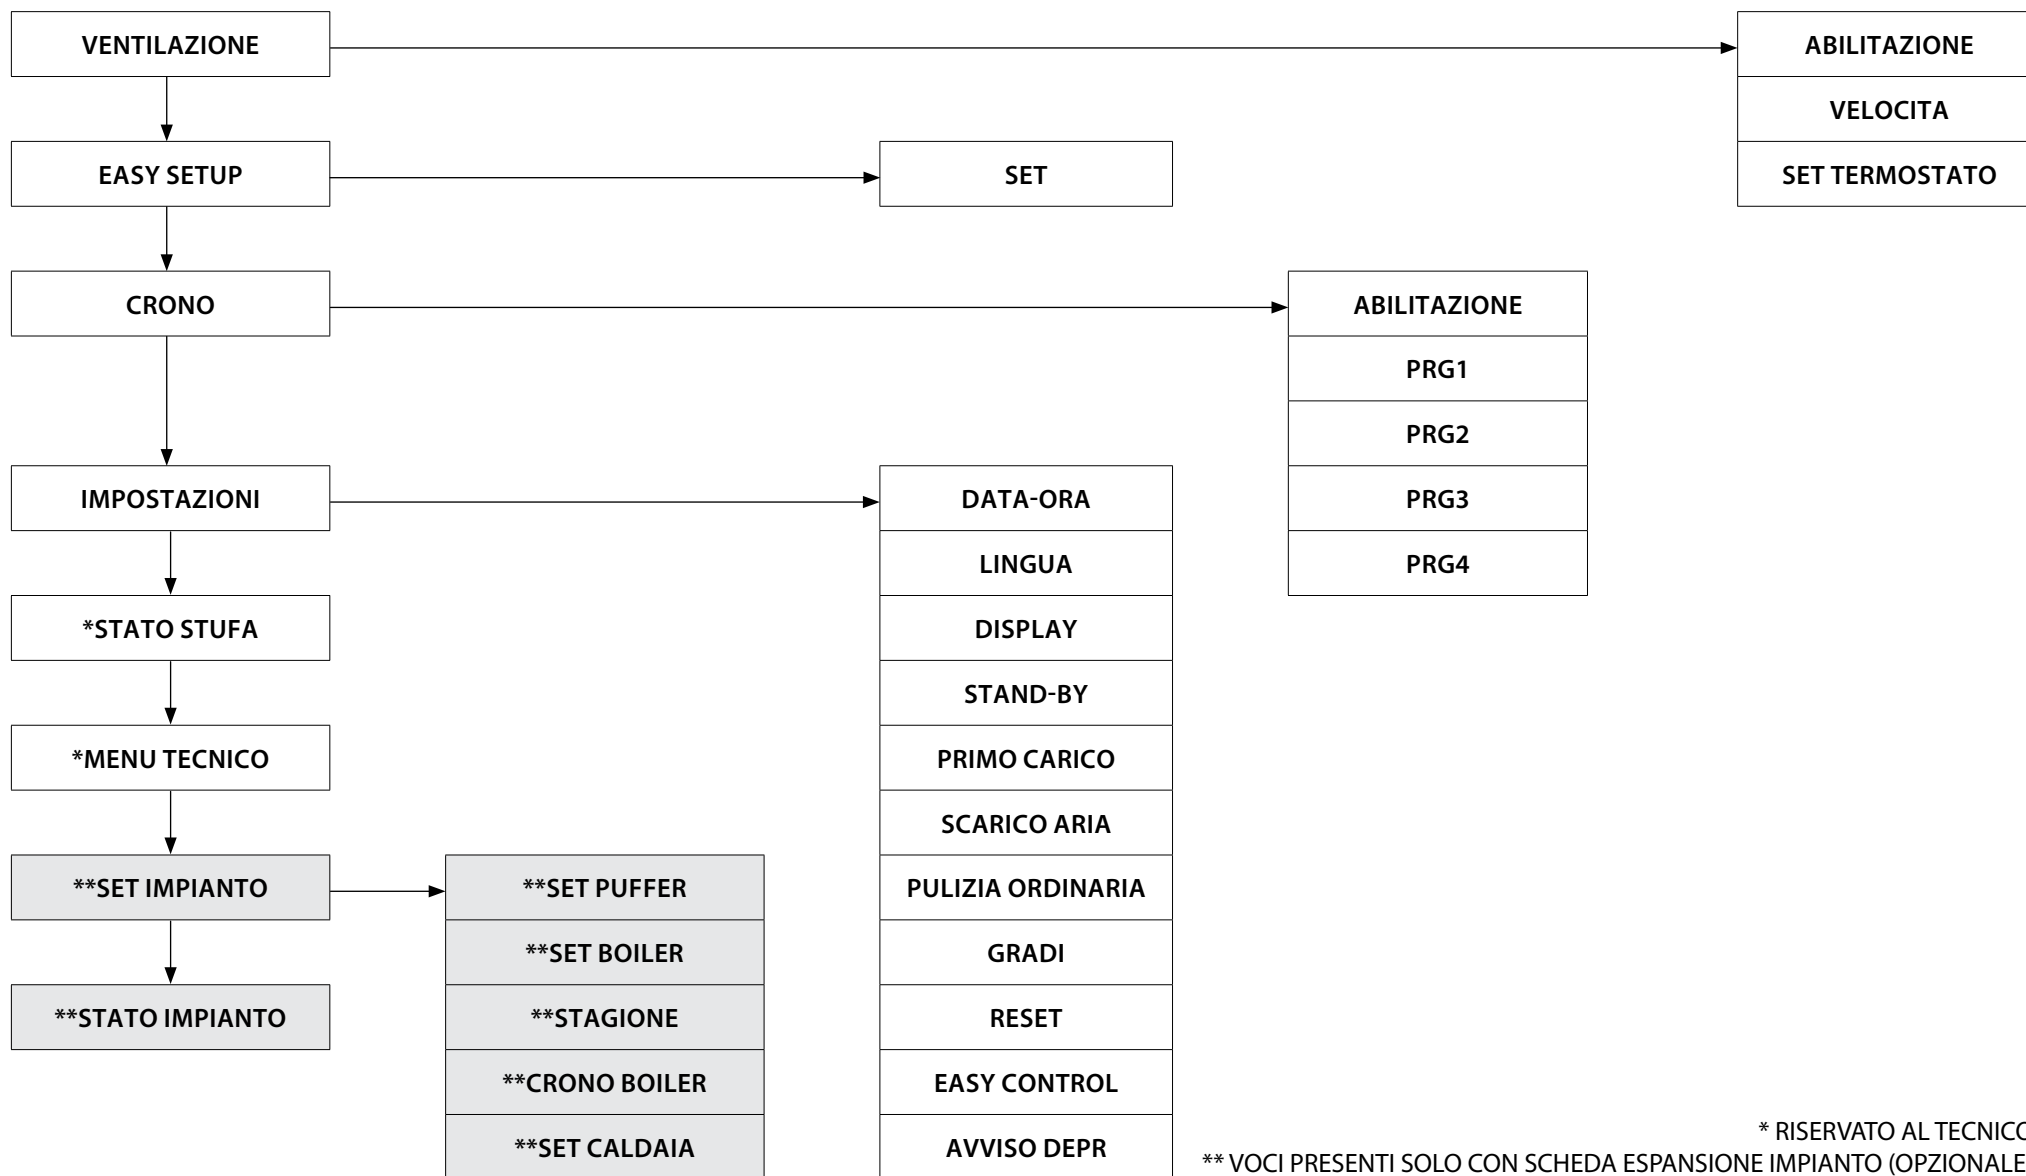 VENTILAZIONE
ABILITAZIONE
VELOCITA
SET TERMOSTATO
EASY SETUP
SET
CRONO
ABILITAZIONE
PRG1
PRG2
PRG3
PRG4
IMPOSTAZIONI
DATA-ORA
LINGUA
DISPLAY
STAND-BY
PRIMO CARICO
SCARICO ARIA
PULIZIA ORDINARIA
GRADI
RESET
EASY CONTROL
AVVISO DEPR
*STATO STUFA
*MENU TECNICO
**SET IMPIANTO
**SET PUFFER
**SET BOILER
**STAGIONE
**CRONO BOILER
**SET CALDAIA
**STATO IMPIANTO
* RISERVATO AL TECNICO
** VOCI PRESENTI SOLO CON SCHEDA ESPANSIONE IMPIANTO (OPZIONALE